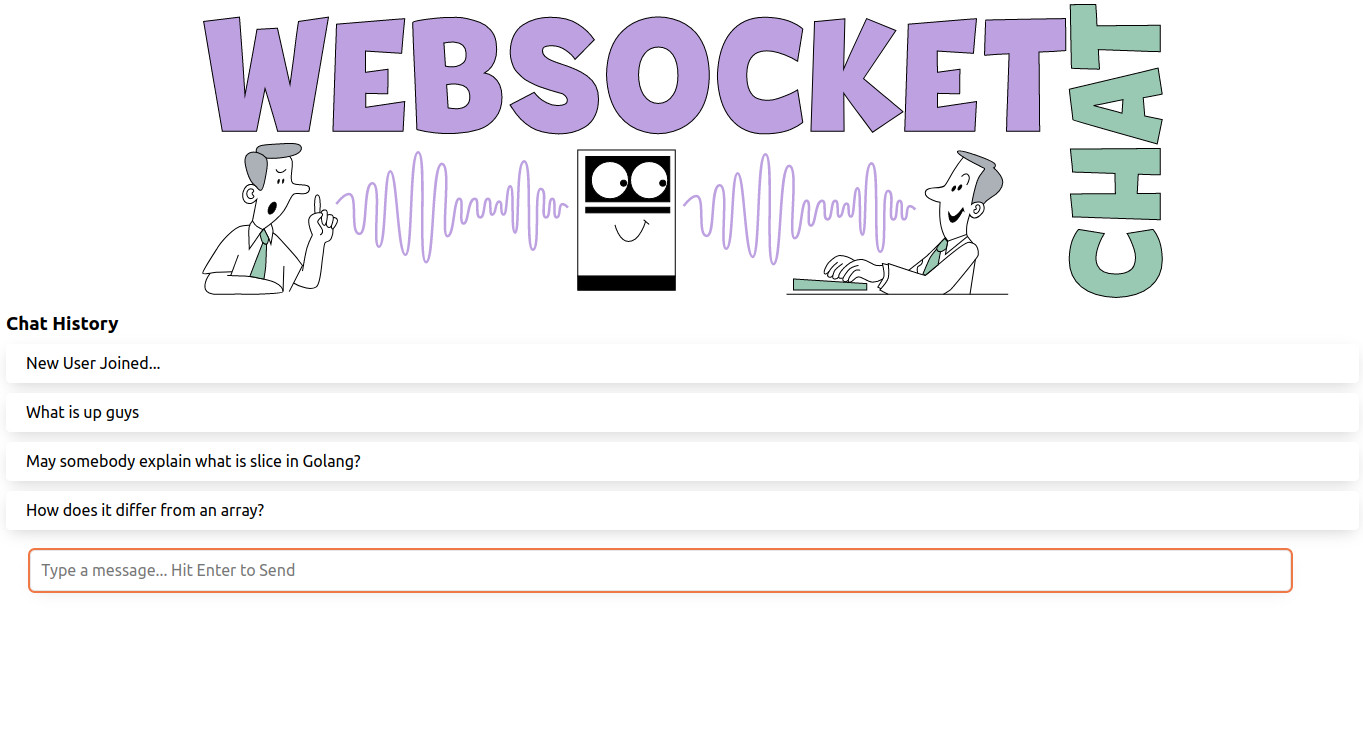 WEBSOCKET
CHAT
Chat History
New User Joined...
What is up guys
May somebody explain what is slice in Golang?
How does it differ from an array?
Type a message... Hit Enter to Send